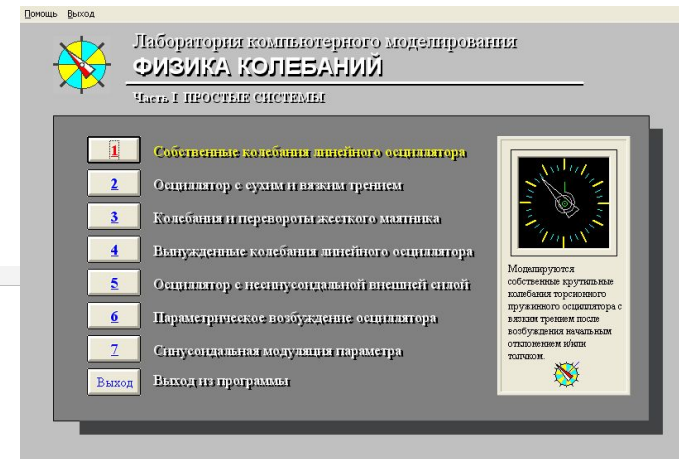 Помощь Выход
Лаборатория компьютерного моделирования
ФИЗИКА КОЛЕБАНИЙ
Часть I ПРОСТЫЕ СИСТЕМЫ
1 Собственные колебания линейного осциллятора
2 Осциллятор с сухим и вязким трением
3 Колебания и перевороты жесткого маятника
4 Вынужденные колебания линейного осциллятора
5 Осциллятор с несинусоидальной внешней силой
6 Параметрическое возбуждение осциллятора
7 Синусоидальная модуляция параметра
Выход Выход из программы
Моделируются
собственные крутильные
колебания торсионного
пружинного осциллятора с
вязким трением после
возбуждения начальным
отклонением и/или
толчком.